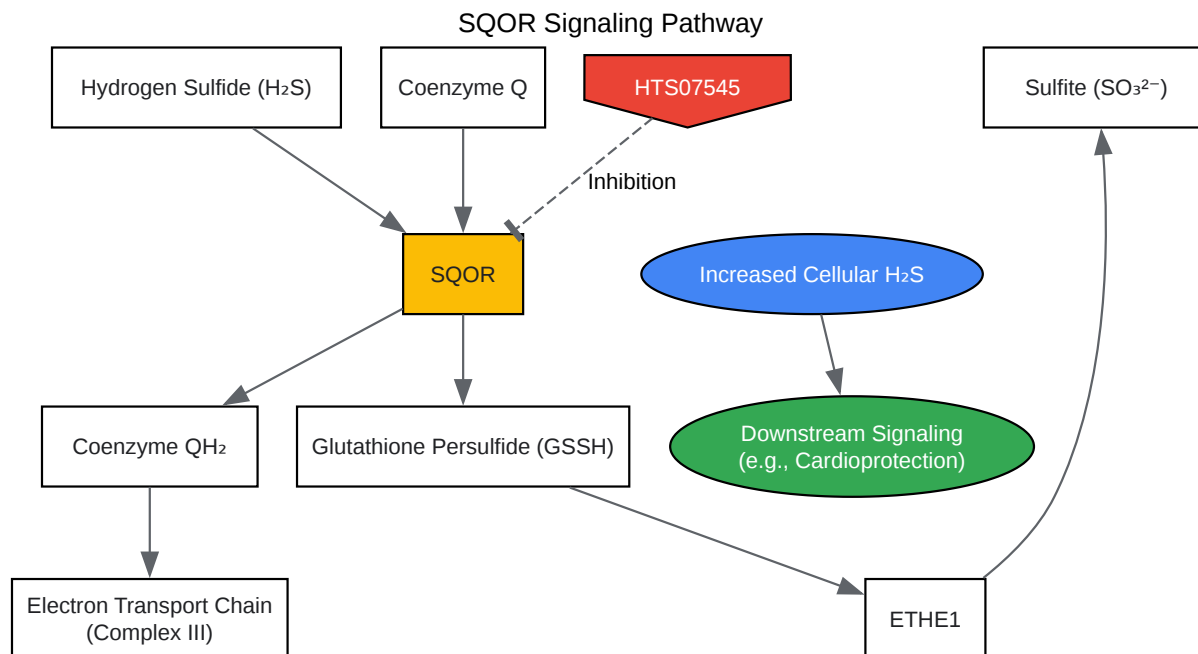 SQOR Signaling Pathway
Hydrogen Sulfide (H₂S)
Coenzyme Q
HTS07545
Sulfite (SO₃²⁻)
Inhibition
SQOR
Increased Cellular H₂S
Coenzyme QH₂
Glutathione Persulfide (GSSH)
Downstream Signaling
(e.g., Cardioprotection)
Electron Transport Chain
(Complex III)
ETHE1